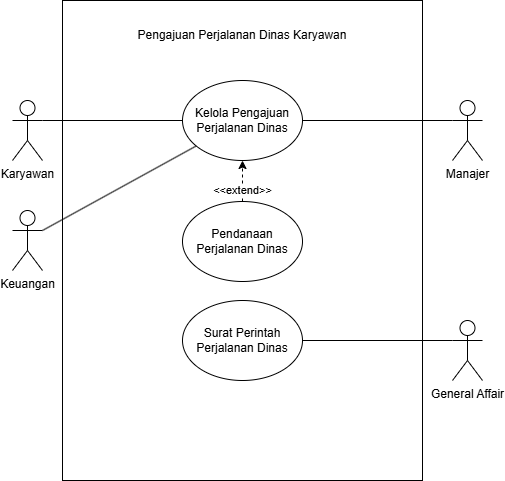 Pengajuan Perjalanan Dinas Karyawan
Kelola Pengajuan
Perjalanan Dinas
Karyawan
Manajer
<<extend>>
Pendanaan
Perjalanan Dinas
Keuangan
Surat Perintah
Perjalanan Dinas
General Affair